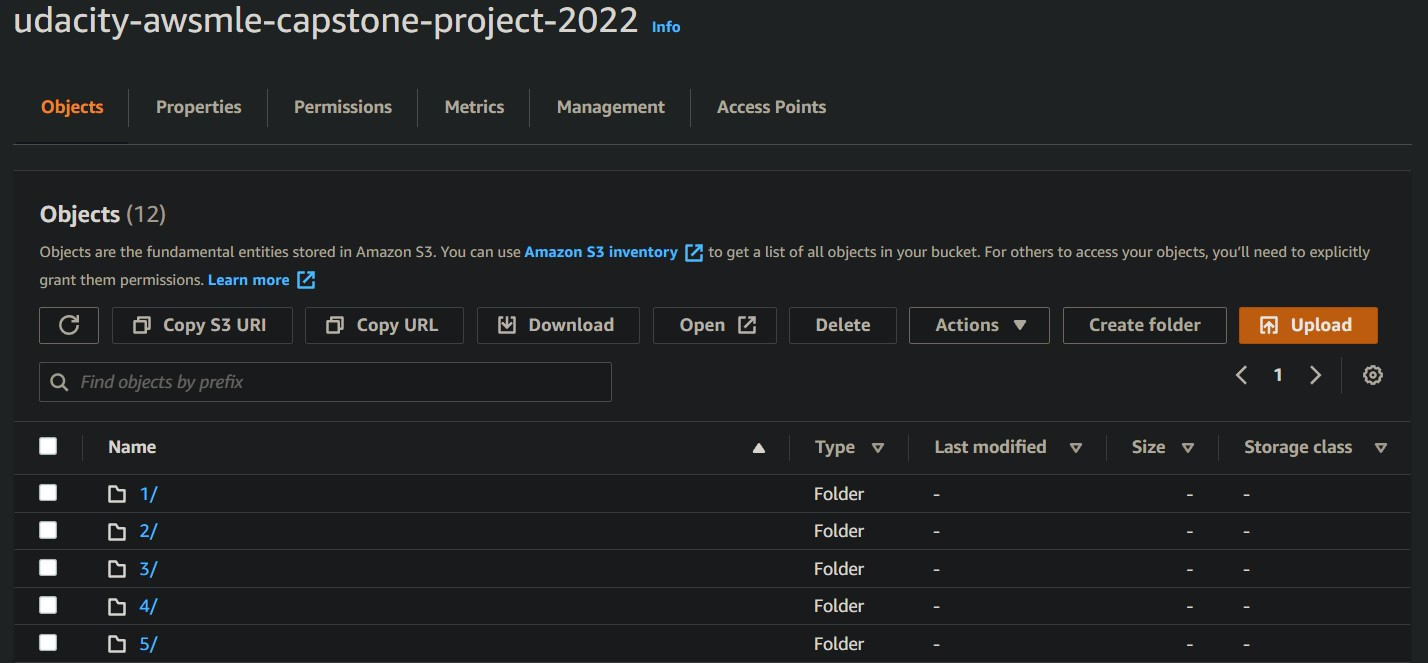 udacity-awsmle-capstone-project-2022 Info
Objects Properties Permissions Metrics Management Access Points
Objects (12)
Objects are the fundamental entities stored in Amazon S3. You can use Amazon S3 inventory to get a list of all objects in your bucket. For others to access your objects, you'll need to explicitly
grant them permissions. Learn more
Copy S3 URI Copy URL Download Open Delete Actions Create folder Upload
Find objects by prefix 1
Name Type Last modified Size Storage class
1/ Folder - - -
2/ Folder - - -
3/ Folder - - -
4/ Folder - - -
5/ Folder - - -